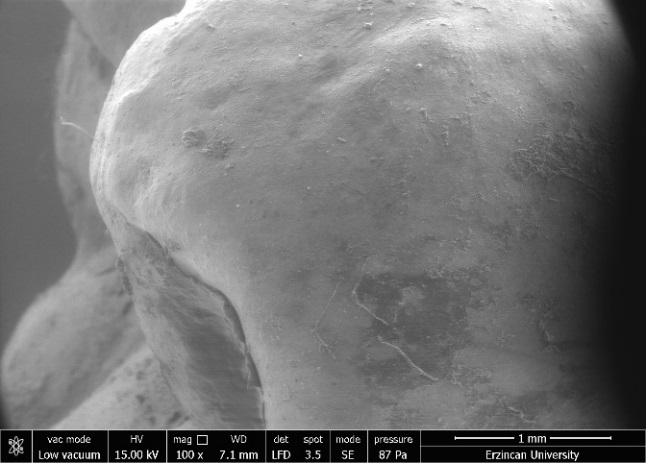 vac mode HV mag □ WD det spot mode pressure 1 mm
Low vacuum 15.00 kV 100 x 7.1 mm LFD 3.5 SE 87 Pa Erzincan University